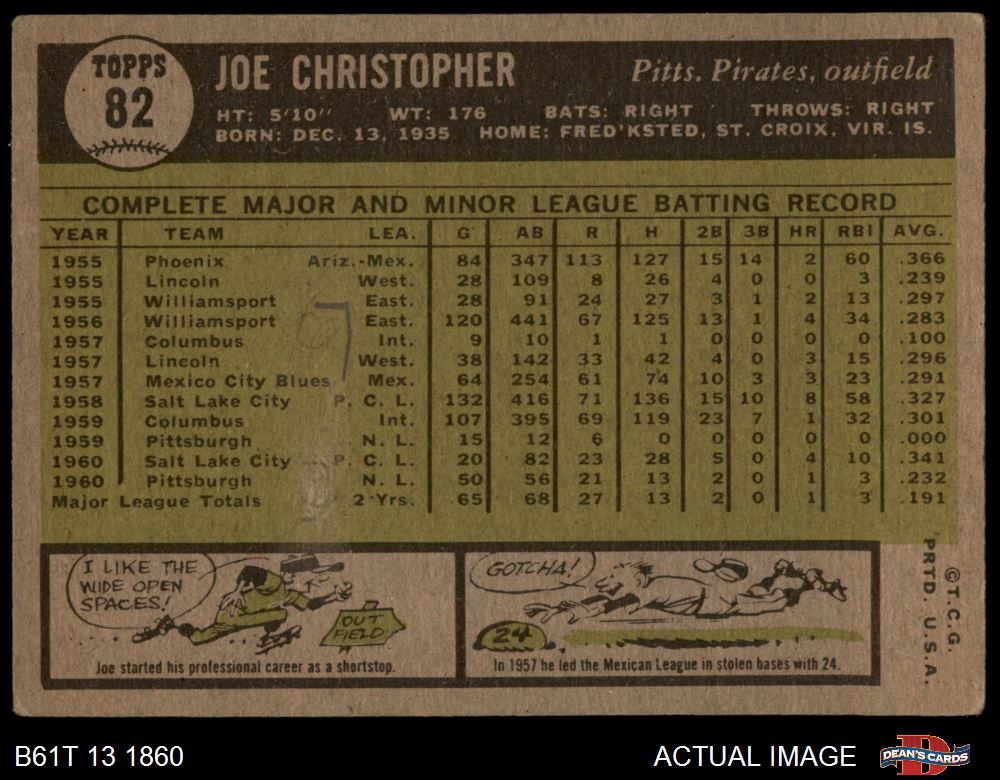 TOPPS
82
JOE CHRISTOPHER
Pitts. Pirates, outfield
HT: 5'10" WT: 176 BATS: RIGHT THROWS: RIGHT
BORN: DEC. 13, 1935 HOME: FRED'KSTED, ST. CROIX, VIR. IS.
COMPLETE MAJOR AND MINOR LEAGUE BATTING RECORD
YEAR TEAM LEA. G AB R H 2B 3B HR RBI AVG.
1955 Phoenix Ariz.-Mex. 84 347 113 127 15 14 2 60 .366
1955 Lincoln West. 28 109 8 26 4 0 0 3 .239
1955 Williamsport East. 28 91 24 27 3 1 2 13 .297
1956 Williamsport East. 120 441 67 125 13 1 4 34 .283
1957 Columbus Int. 9 10 1 1 0 0 0 0 .100
1957 Lincoln West. 38 142 33 42 4 0 3 15 .296
1957 Mexico City Blues Mex. 64 254 61 74 10 3 3 23 .291
1958 Salt Lake City P. C. L. 132 416 71 136 15 10 8 58 .327
1959 Columbus Int. 107 395 69 119 23 7 1 32 .301
1959 Pittsburgh N. L. 15 12 6 0 0 0 0 0 .000
1960 Salt Lake City P. C. L. 20 82 23 28 5 0 4 10 .341
1960 Pittsburgh N. L. 50 56 21 13 2 0 1 3 .232
Major League Totals 2 Yrs. 65 68 27 13 2 0 1 3 .191
I LIKE THE
WIDE OPEN
SPACES!
OUT
FIELD
Joe started his professional career as a shortstop.
GOTCHA!
24
In 1957 he led the Mexican League in stolen bases with 24.
© T. C. G.
PRTD. U.S.A.
B61T 13 1860
ACTUAL IMAGE
DEAN'S CARDS